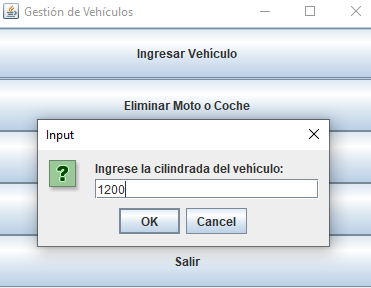 Gestión de Vehículos
Ingresar Vehículo
Eliminar Moto o Coche
Input
?
Ingrese la cilindrada del vehículo:
1200
OK Cancel
Salir